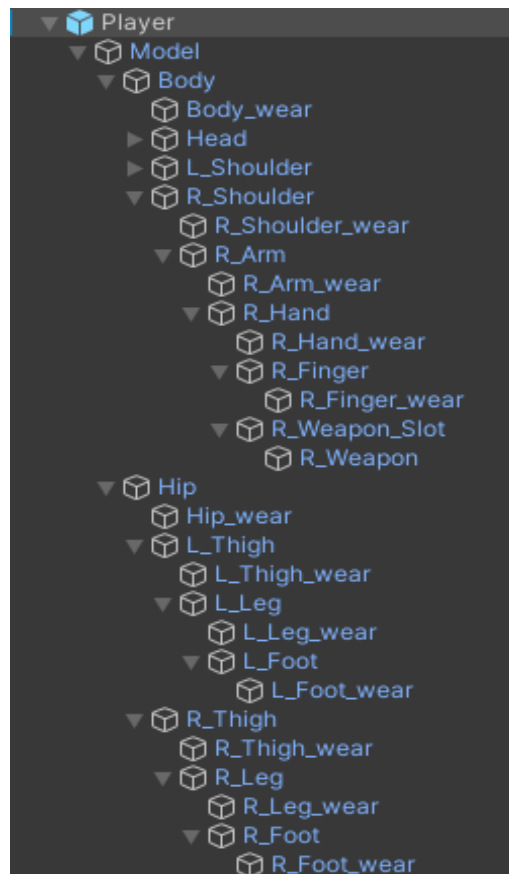 Player
Model
Body
Body_wear
Head
L_Shoulder
R_Shoulder
R_Shoulder_wear
R_Arm
R_Arm_wear
R_Hand
R_Hand_wear
R_Finger
R_Finger_wear
R_Weapon_Slot
R_Weapon
Hip
Hip_wear
L_Thigh
L_Thigh_wear
L_Leg
L_Leg_wear
L_Foot
L_Foot_wear
R_Thigh
R_Thigh_wear
R_Leg
R_Leg_wear
R_Foot
R_Foot_wear